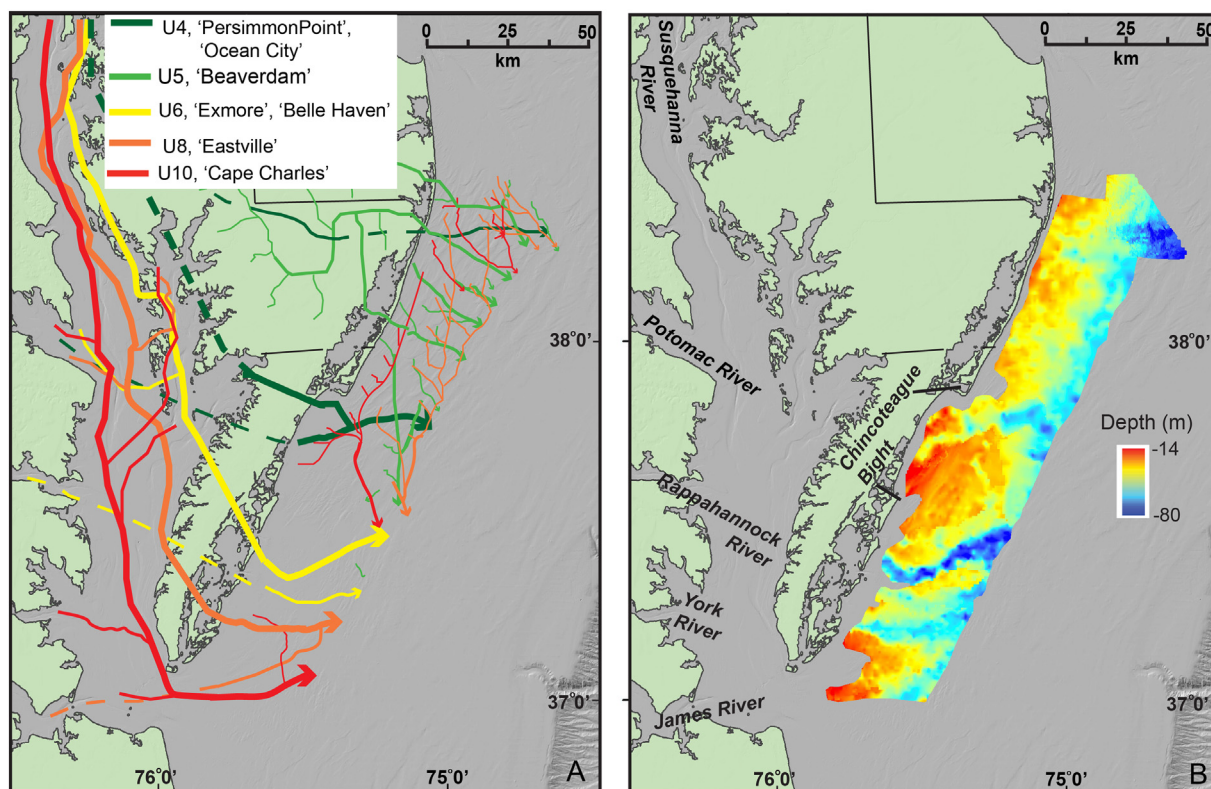 U4, 'PersimmonPoint',
'Ocean City'
U5, 'Beaverdam'
U6, 'Exmore', 'Belle Haven'
U8, 'Eastville'
U10, 'Cape Charles'
0 25 50
km
38°0'
37°0'
76°0'
75°0'
A
0 25 50
km
Susquehanna
River
Potomac River
Chincoteague
Bight
Rappahannock
River
York
River
James River
Depth (m)
-14
-80
38°0'
37°0'
76°0'
75°0'
B